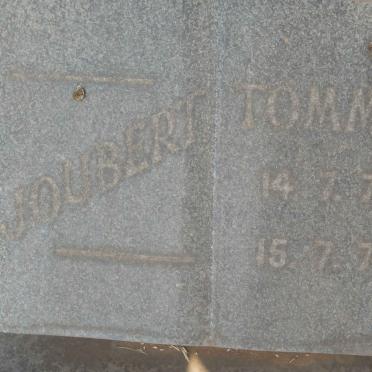 JOUBERT
TOMM
14. 7. 7
15. 7. 7